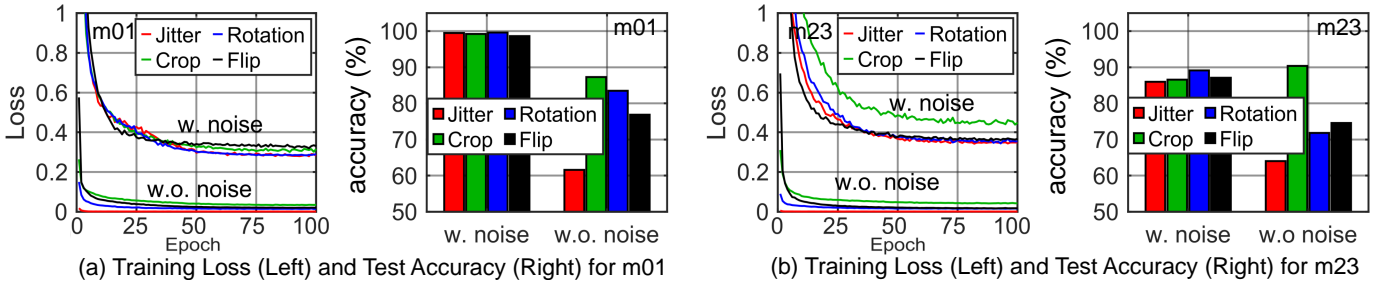 1
0.8
0.6
0.4
0.2
0
Loss
m01
Jitter Rotation
Crop Flip
w. noise
w.o. noise
0 25 50 75 100
Epoch
100
90
80
70
60
50
accuracy (%)
m01
Jitter Rotation
Crop Flip
w. noise w.o. noise
(a) Training Loss (Left) and Test Accuracy (Right) for m01
1
0.8
0.6
0.4
0.2
0
Loss
m23
Jitter Rotation
Crop Flip
w. noise
w.o. noise
0 25 50 75 100
Epoch
100
90
80
70
60
50
accuracy (%)
m23
Jitter Rotation
Crop Flip
w. noise w.o noise
(b) Training Loss (Left) and Test Accuracy (Right) for m23